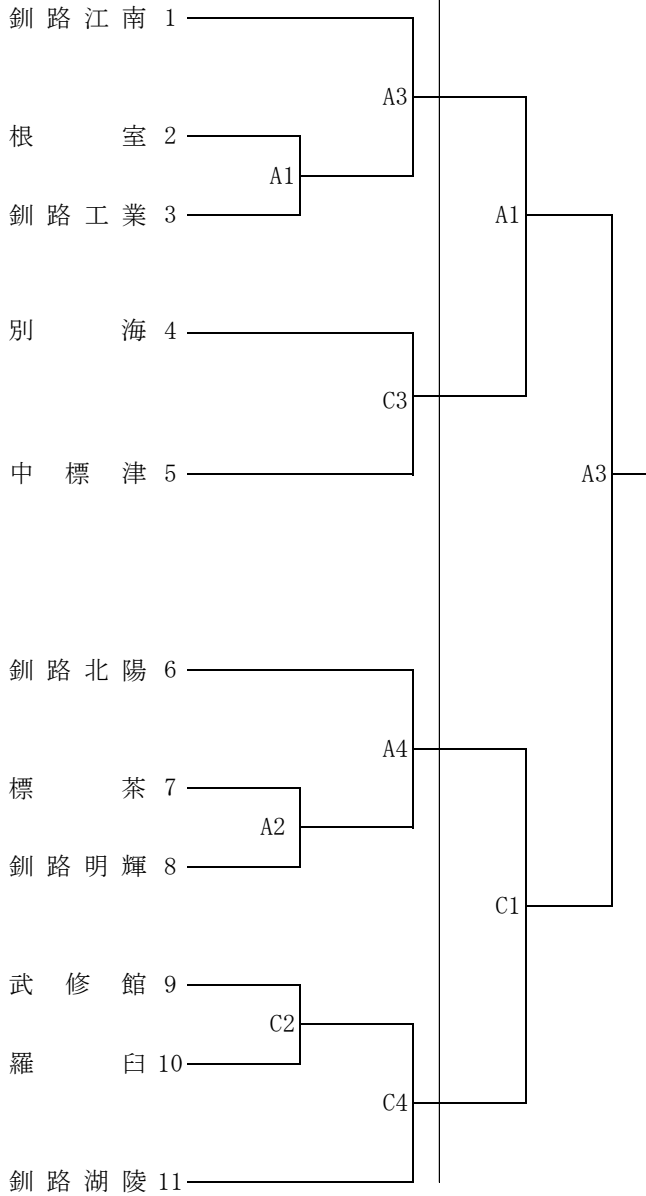 釧路江南 1
A3
根室 2
A1
釧路工業 3
A1
別海 4
C3
中標津 5
A3
釧路北陽 6
A4
標茶 7
A2
釧路明輝 8
C1
武修館 9
C2
羅臼 10
C4
釧路湖陵 11